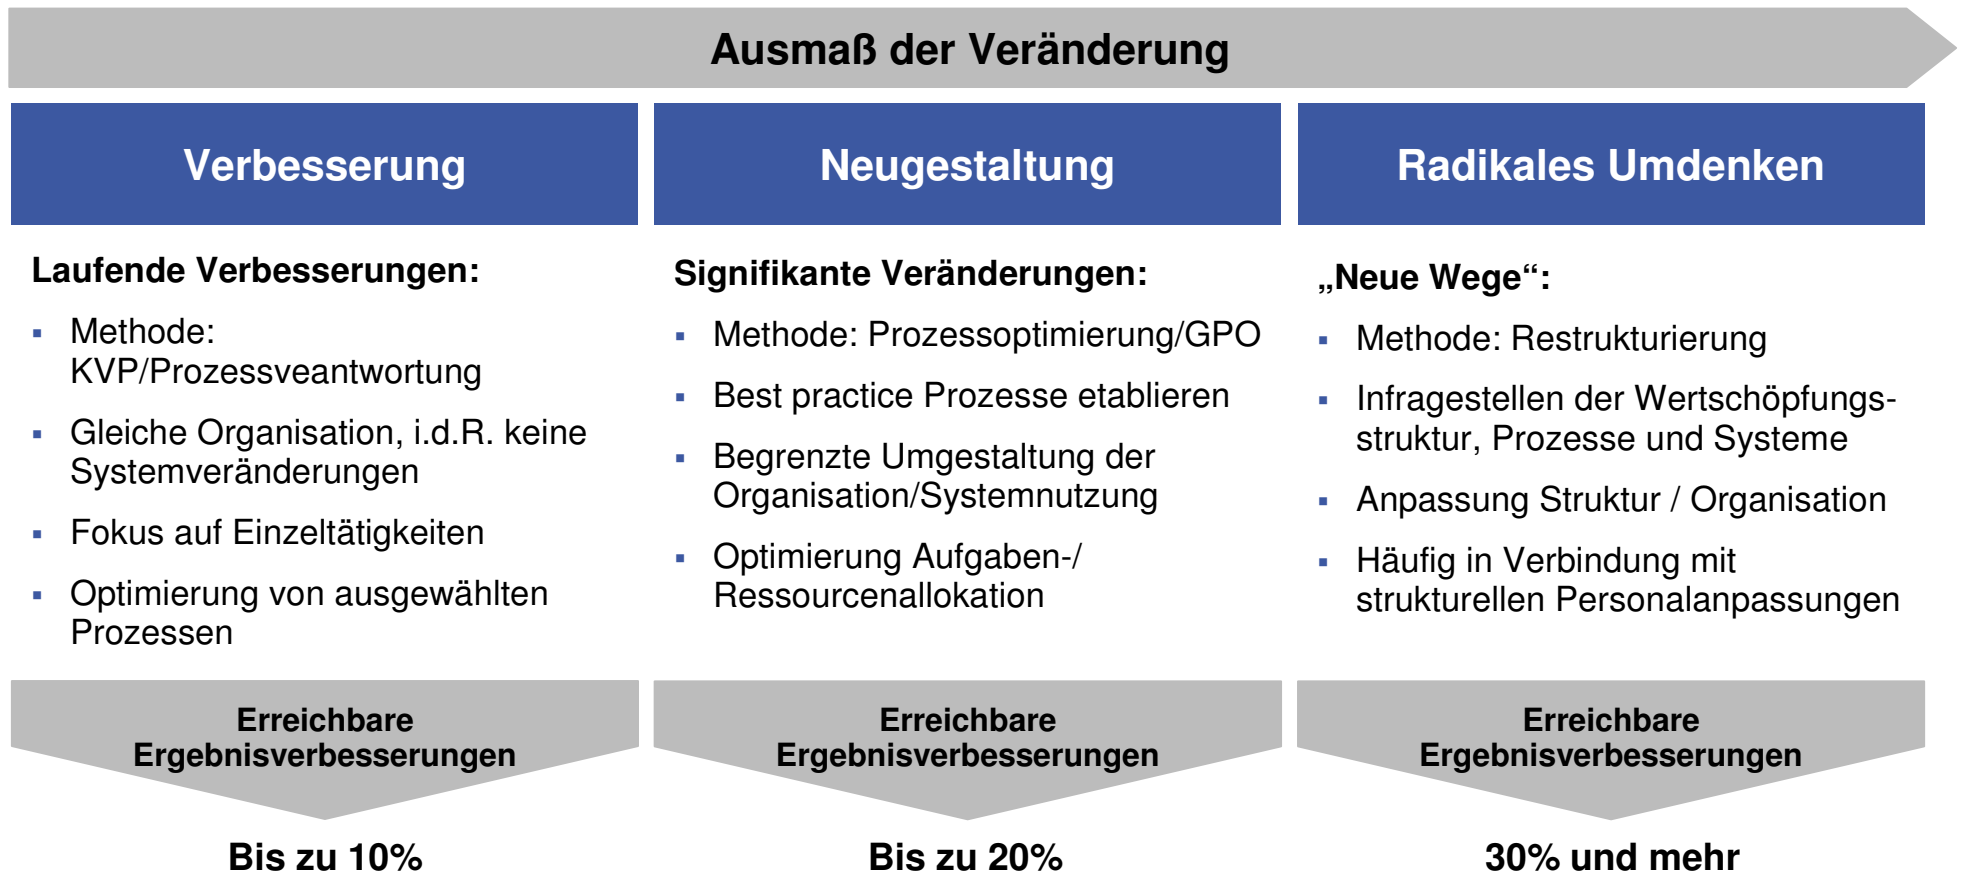 Ausmaß der Veränderung
Verbesserung
Laufende Verbesserungen:
▪ Methode:
KVP/Prozessveantwortung
▪ Gleiche Organisation, i.d.R. keine
Systemveränderungen
▪ Fokus auf Einzeltätigkeiten
▪ Optimierung von ausgewählten
Prozessen
Erreichbare
Ergebnisverbesserungen
Bis zu 10%
Neugestaltung
Signifikante Veränderungen:
▪ Methode: Prozessoptimierung/GPO
▪ Best practice Prozesse etablieren
▪ Begrenzte Umgestaltung der
Organisation/Systemnutzung
▪ Optimierung Aufgaben-/
Ressourcenallokation
Erreichbare
Ergebnisverbesserungen
Bis zu 20%
Radikales Umdenken
„Neue Wege“:
▪ Methode: Restrukturierung
▪ Infragestellen der Wertschöpfungs-
struktur, Prozesse und Systeme
▪ Anpassung Struktur / Organisation
▪ Häufig in Verbindung mit
strukturellen Personalanpassungen
Erreichbare
Ergebnisverbesserungen
30% und mehr